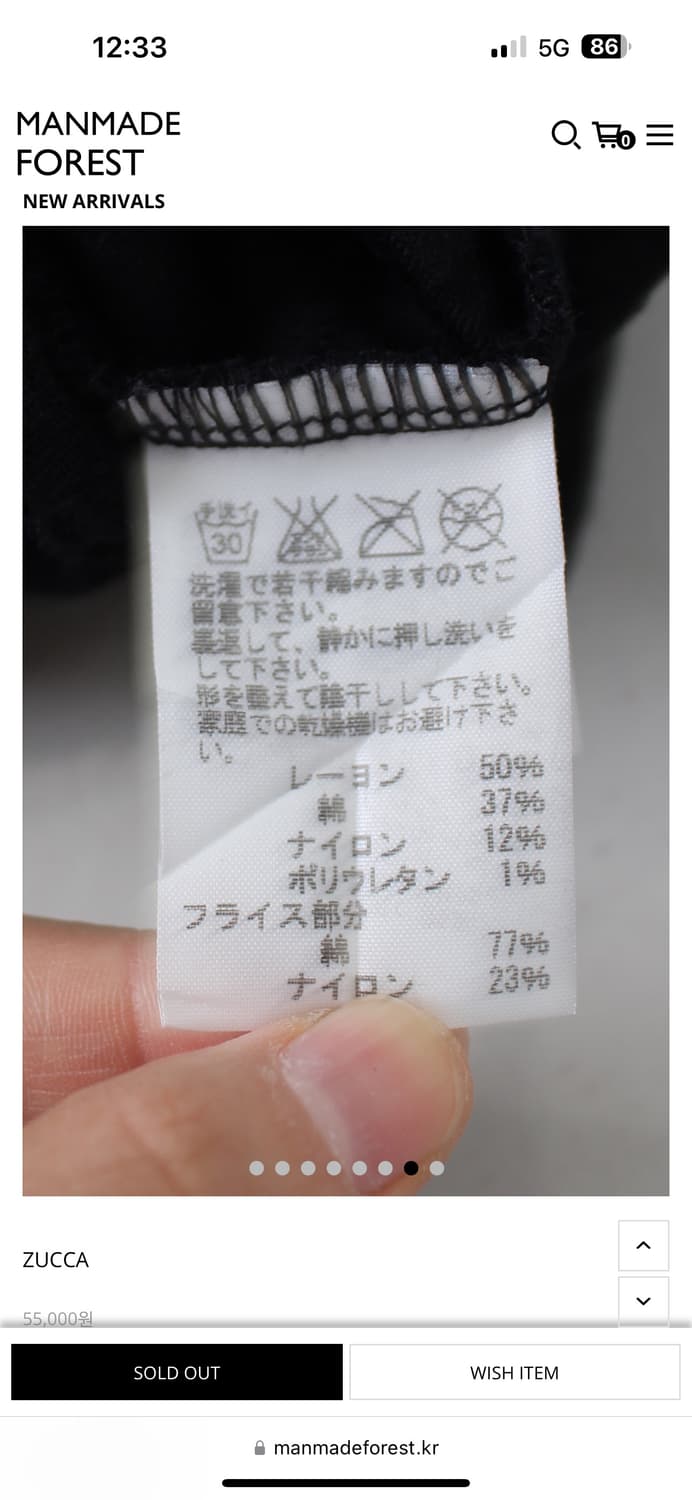 12:33
5G 86
MANMADE
FOREST
0
NEW ARRIVALS
手洗イ
30
洗濯で若干縮みますのでご
留意下さい。
裏返して、静かに押し洗いを
して下さい。
形を整えて陰干しして下さい。
家庭での乾燥機はお避け下さ
い。
レーヨン 50%
綿 37%
ナイロン 12%
ポリウレタン 1%
フライス部分
綿 77%
ナイロン 23%
ZUCCA
55,000원
SOLD OUT
WISH ITEM
manmadeforest.kr